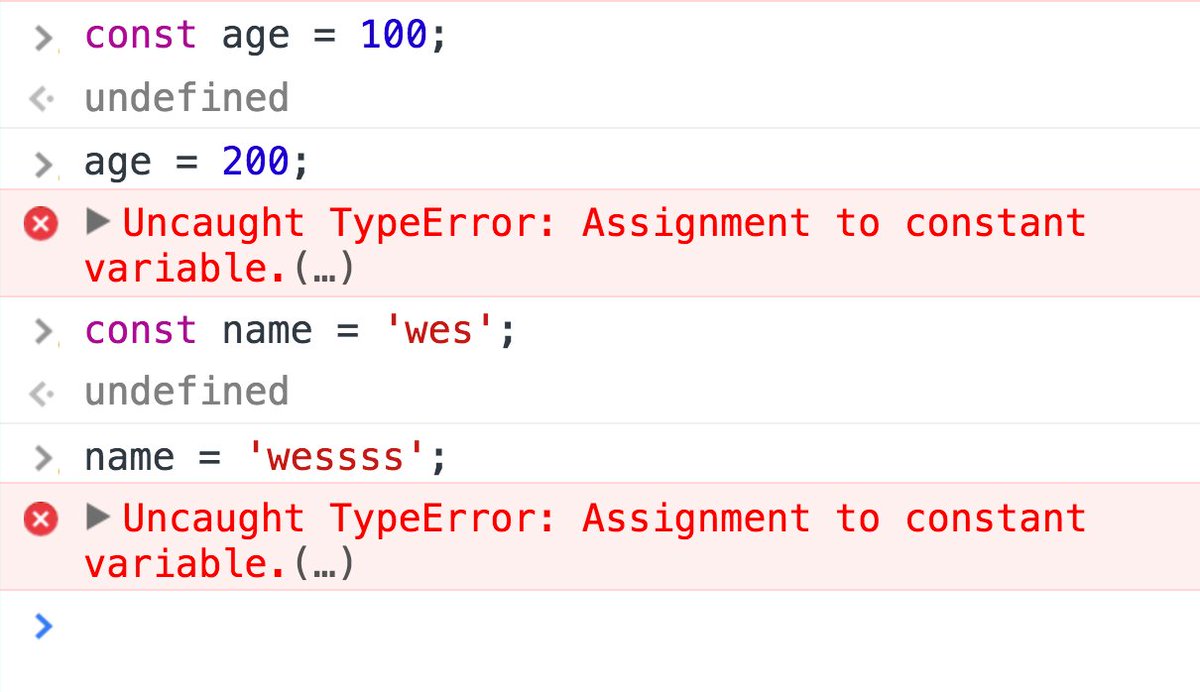 const age = 100;
undefined
age = 200;
Uncaught TypeError: Assignment to constant
variable.(…)
const name = 'wes';
undefined
name = 'wessss';
Uncaught TypeError: Assignment to constant
variable.(…)